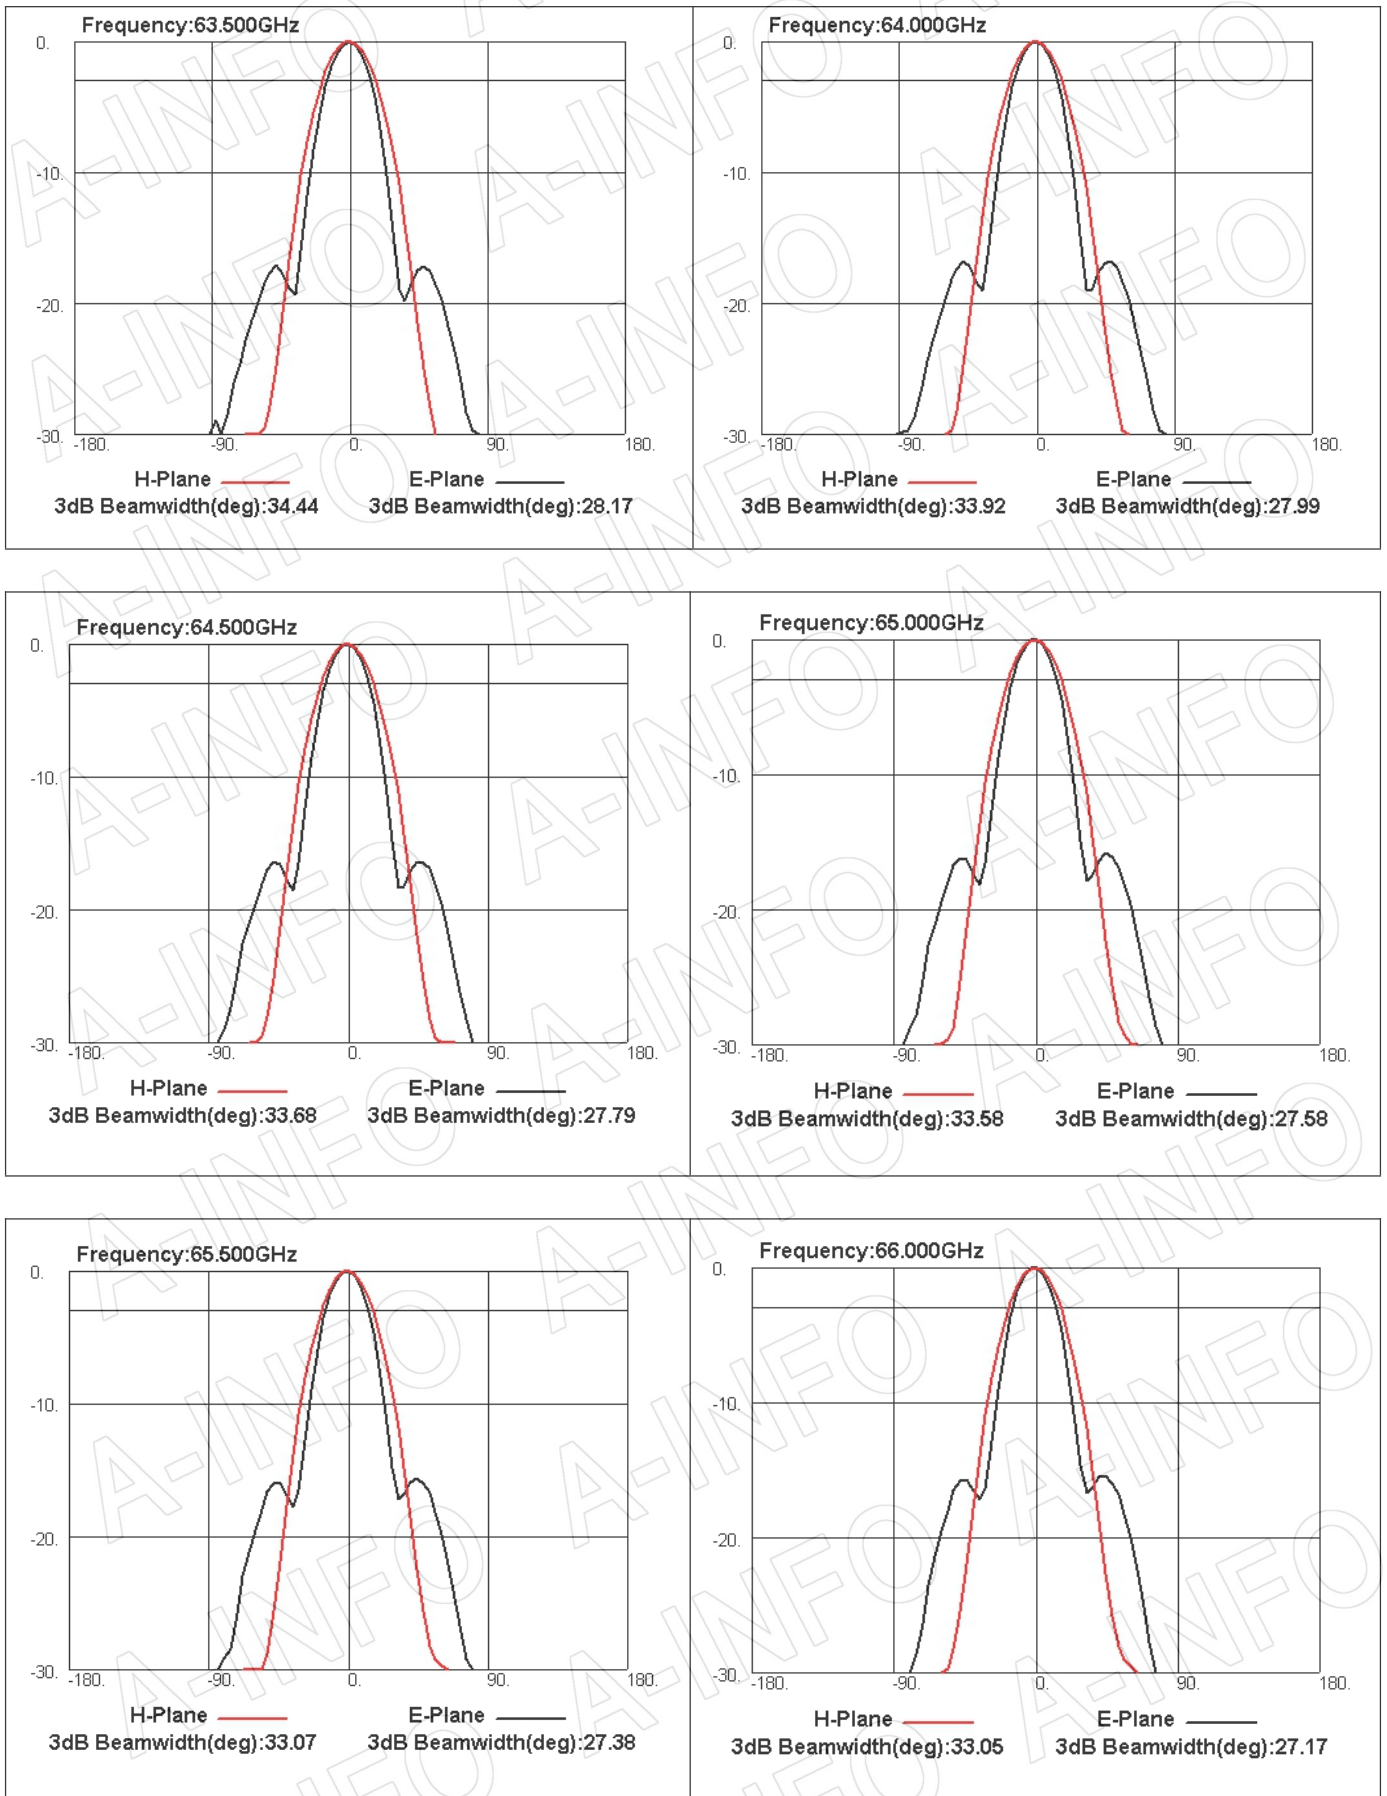 Frequency:63.500GHz
0.
-10.
-20.
-30.
-180. -90. 0. 90. 180.
H-Plane E-Plane
3dB Beamwidth(deg):34.44 3dB Beamwidth(deg):28.17
Frequency:64.000GHz
0.
-10.
-20.
-30.
-180. -90. 0. 90. 180.
H-Plane E-Plane
3dB Beamwidth(deg):33.92 3dB Beamwidth(deg):27.99
Frequency:64.500GHz
0.
-10.
-20.
-30.
-180. -90. 0. 90. 180.
H-Plane E-Plane
3dB Beamwidth(deg):33.68 3dB Beamwidth(deg):27.79
Frequency:65.000GHz
0.
-10.
-20.
-30.
-180. -90. 0. 90. 180.
H-Plane E-Plane
3dB Beamwidth(deg):33.58 3dB Beamwidth(deg):27.58
Frequency:65.500GHz
0.
-10.
-20.
-30.
-180. -90. 0. 90. 180.
H-Plane E-Plane
3dB Beamwidth(deg):33.07 3dB Beamwidth(deg):27.38
Frequency:66.000GHz
0.
-10.
-20.
-30.
-180. -90. 0. 90. 180.
H-Plane E-Plane
3dB Beamwidth(deg):33.05 3dB Beamwidth(deg):27.17
A-INFO